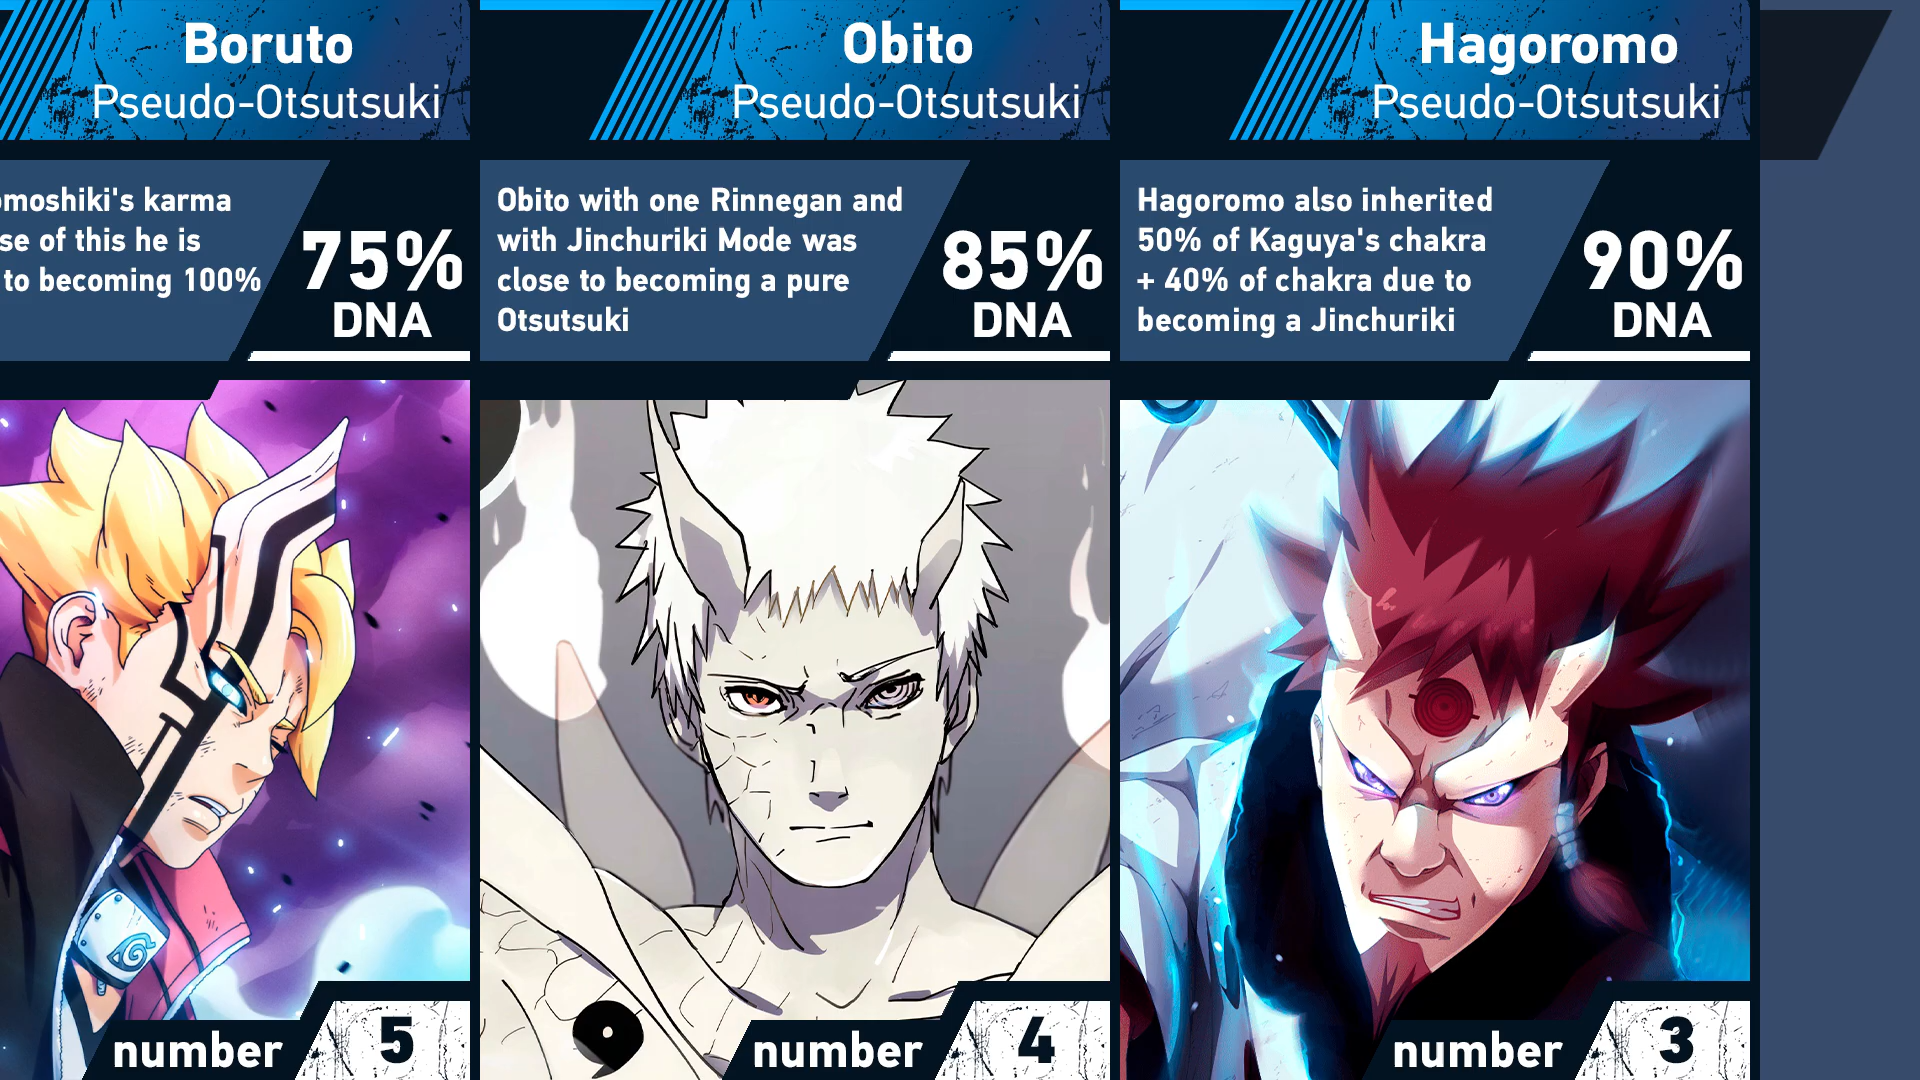 Boruto
Pseudo-Otsutsuki
karma
of this he is
to becoming 100%
75%
DNA
number
5
Obito
Pseudo-Otsutsuki
Obito with one Rinnegan and
with Jinchuriki Mode was
close to becoming a pure
Otsutsuki
85%
DNA
number
4
Hagoromo
Pseudo-Otsutsuki
Hagoromo also inherited
50% of Kaguya's chakra
+ 40% of chakra due to
becoming a Jinchuriki
90%
DNA
number
3